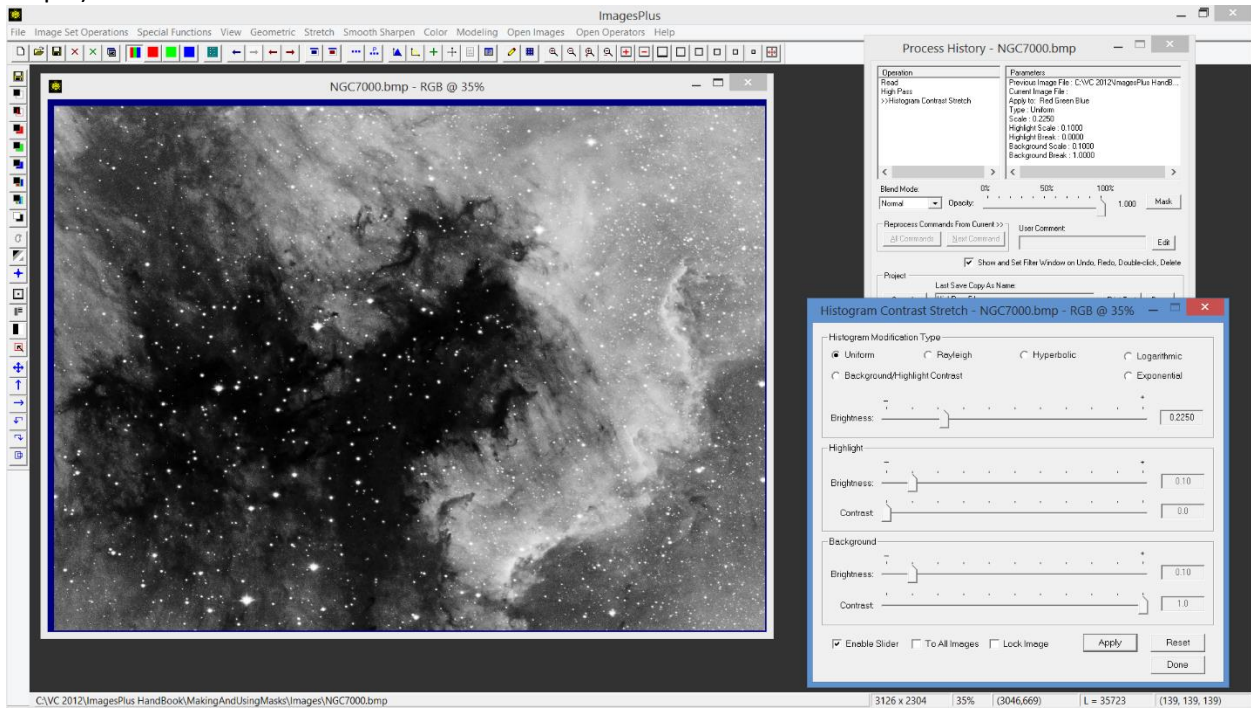 ImagesPlus
File Image Set Operations Special Functions View Geometric Stretch Smooth Sharpen Color Modeling Open Images Open Operators Help
NGC7000.bmp - RGB @ 35%
Process History - NGC7000.bmp
Operation
Read
High Pass
>>Histogram Contrast Stretch
Parameters
Previous Image File : C:\VC 2012\ImagesPlus HandB...
Current Image File :
Apply to: Red Green Blue
Type : Uniform
Scale : 0.2250
Highlight Scale : 0.1000
Highlight Break : 0.0000
Background Scale : 0.1000
Background Break : 1.0000
Blend Mode: 0% 50% 100%
Normal Opacity: 1.000 Mask
Reprocess Commands From Current >>
All Commands Next Command
User Comment:
Edit
Show and Set Filter Window on Undo, Redo, Double-click, Delete
Project
Last Save Copy As Name:
Histogram Contrast Stretch - NGC7000.bmp - RGB @ 35%
Histogram Modification Type
Uniform Rayleigh Hyperbolic Logarithmic
Background/Highlight Contrast Exponential
- +
Brightness: 0.2250
Highlight
- +
Brightness: 0.10
Contrast: 0.0
Background
- +
Brightness: 0.10
Contrast: 1.0
Enable Slider To All Images Lock Image Apply Reset
Done
C:\VC 2012\ImagesPlus HandBook\MakingAndUsingMasks\Images\NGC7000.bmp 3126 x 2304 35% (3046,669) L = 35723 (139, 139, 139)